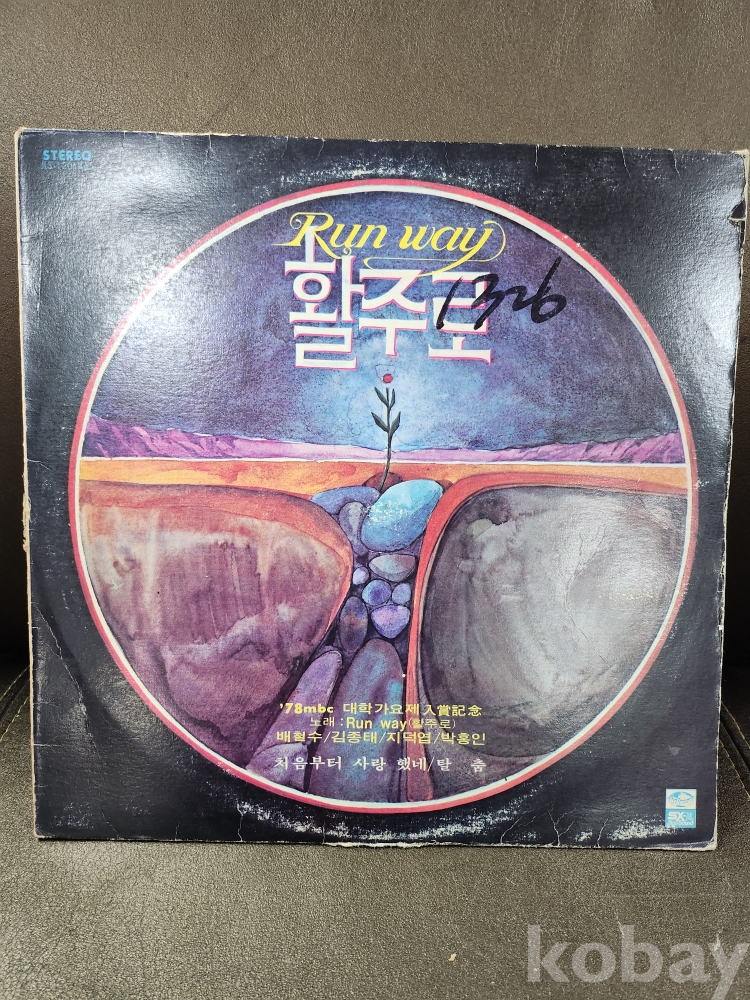 STEREO
Run way
활주로
1326
'78mbc 대학가요제 入賞記念
노래 : Run way(활주로)
배철수/김종태/지덕엽/박홍인
처음부터 사랑 했네/탈 춤
kobay